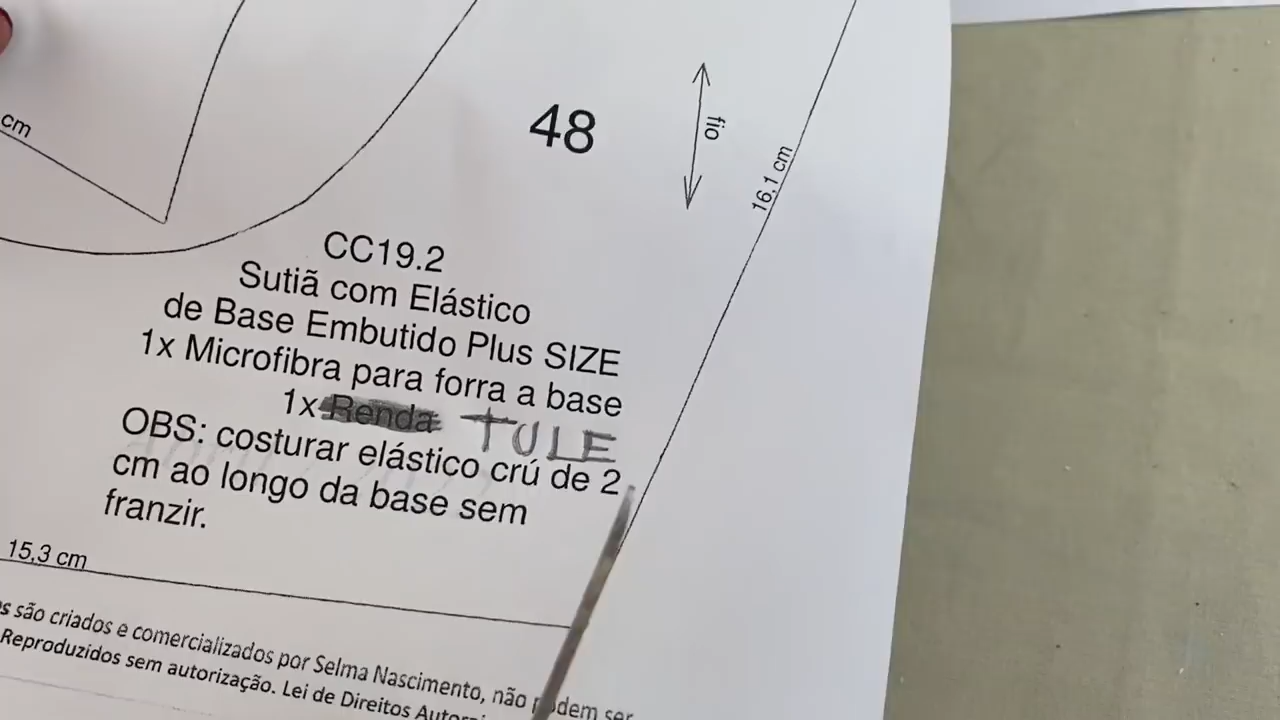 cm
48
fio
16,1 cm
CC19.2
Sutiã com Elástico
de Base Embutido Plus SIZE
1x Microfibra para forra a base
1x Renda TULE
OBS: costurar elástico crú de 2
cm ao longo da base sem
franzir.
15,3 cm
são criados e comercializados por Selma Nascimento, não podem ser
Reproduzidos sem autorização. Lei de Direitos